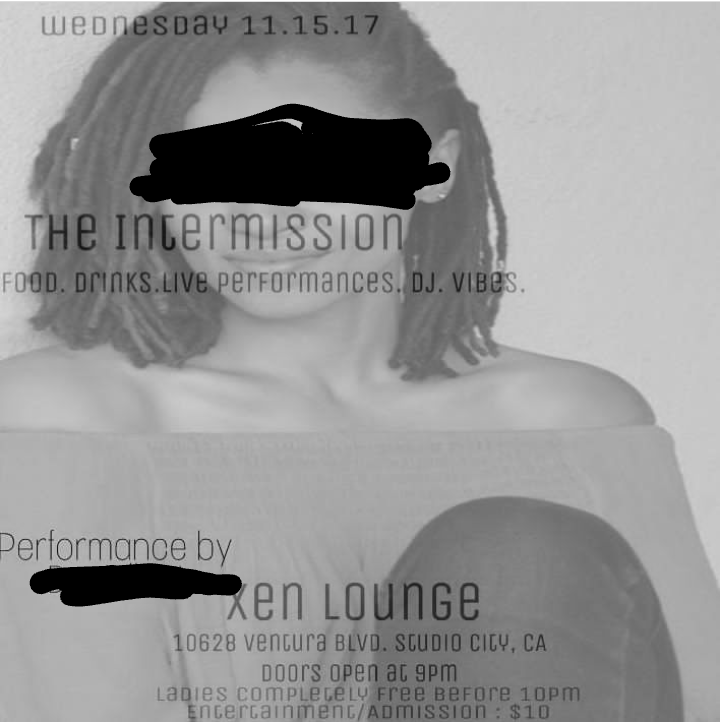 Wednesday 11.15.17
The Intermission
Food. Drinks.Live Performances. DJ. Vibes.
Performance by
Xen Lounge
10628 Ventura Blvd. Studio City, CA
Doors open at 9pm
Ladies completely free before 10pm
Entertainment/Admission : $10